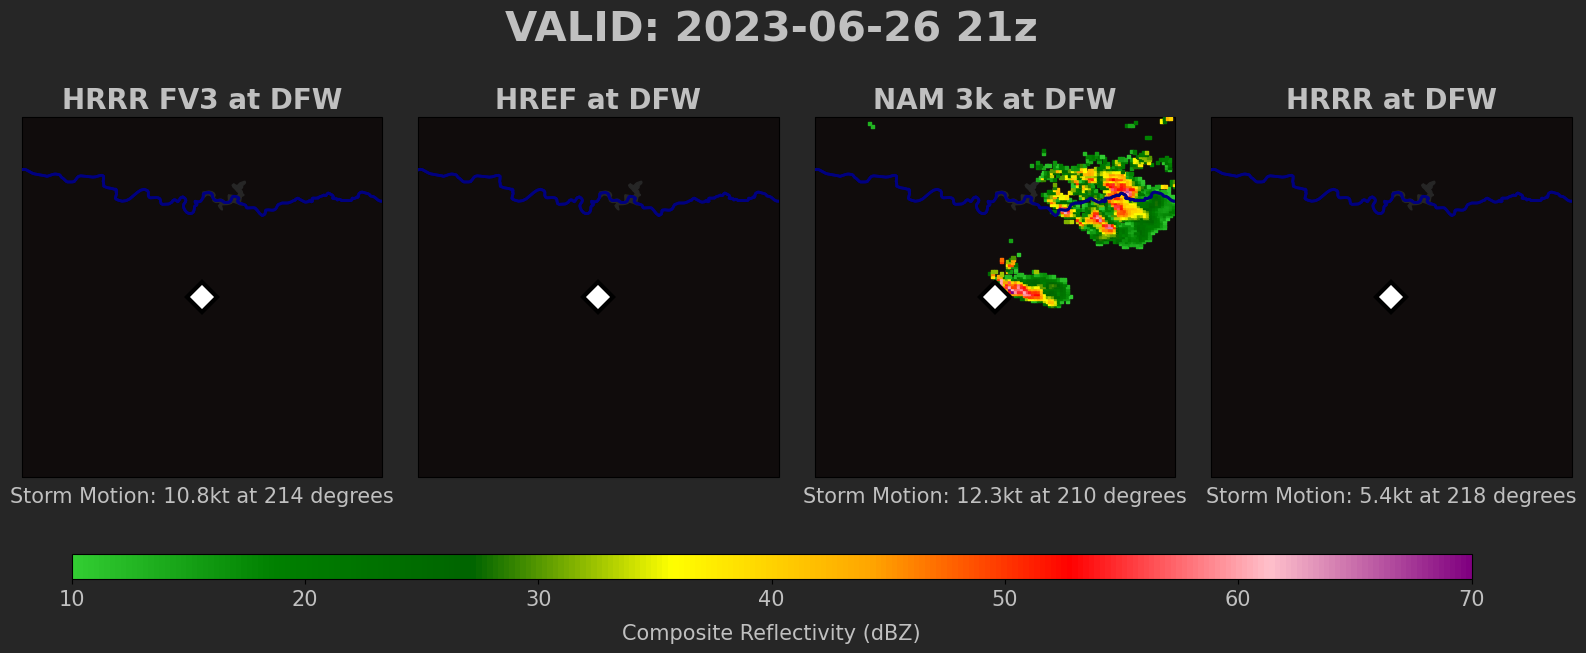 VALID: 2023-06-26 21z
HRRR FV3 at DFW
HREF at DFW
NAM 3k at DFW
HRRR at DFW
Storm Motion: 10.8kt at 214 degrees
Storm Motion: 12.3kt at 210 degrees
Storm Motion: 5.4kt at 218 degrees
10 20 30 40 50 60 70
Composite Reflectivity (dBZ)